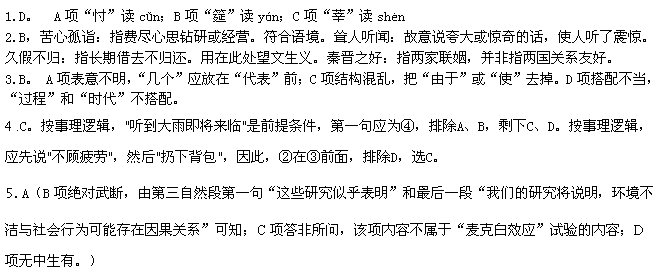 1.D。 A项“忖”读cǔn；B项“筵”读yán；C项“莘”读shēn
2.B，苦心孤诣：指费尽心思钻研或经营。符合语境。耸人听闻：故意说夸大或惊奇的话，使人听了震惊。
久假不归：指长期借去不归还。用在此处望文生义。秦晋之好：指两家联姻，并非指两国关系友好。
3.B。 A项表意不明，“几个”应放在“代表”前；C项结构混乱，把“由于”或“使”去掉。D项搭配不当，
“过程”和“时代”不搭配。
4.C。按事理逻辑，"听到大雨即将来临"是前提条件，第一句应为④，排除A、B，剩下C、D。按事理逻辑，
应先说"不顾疲劳"，然后"扔下背包"，因此，②在③前面，排除D，选C。
5.A（B项绝对武断，由第三自然段第一句“这些研究似乎表明”和最后一段“我们的研究将说明，环境不
洁与社会行为可能存在因果关系”可知；C项答非所问，该项内容不属于“麦克白效应”试验的内容；D
项无中生有。）